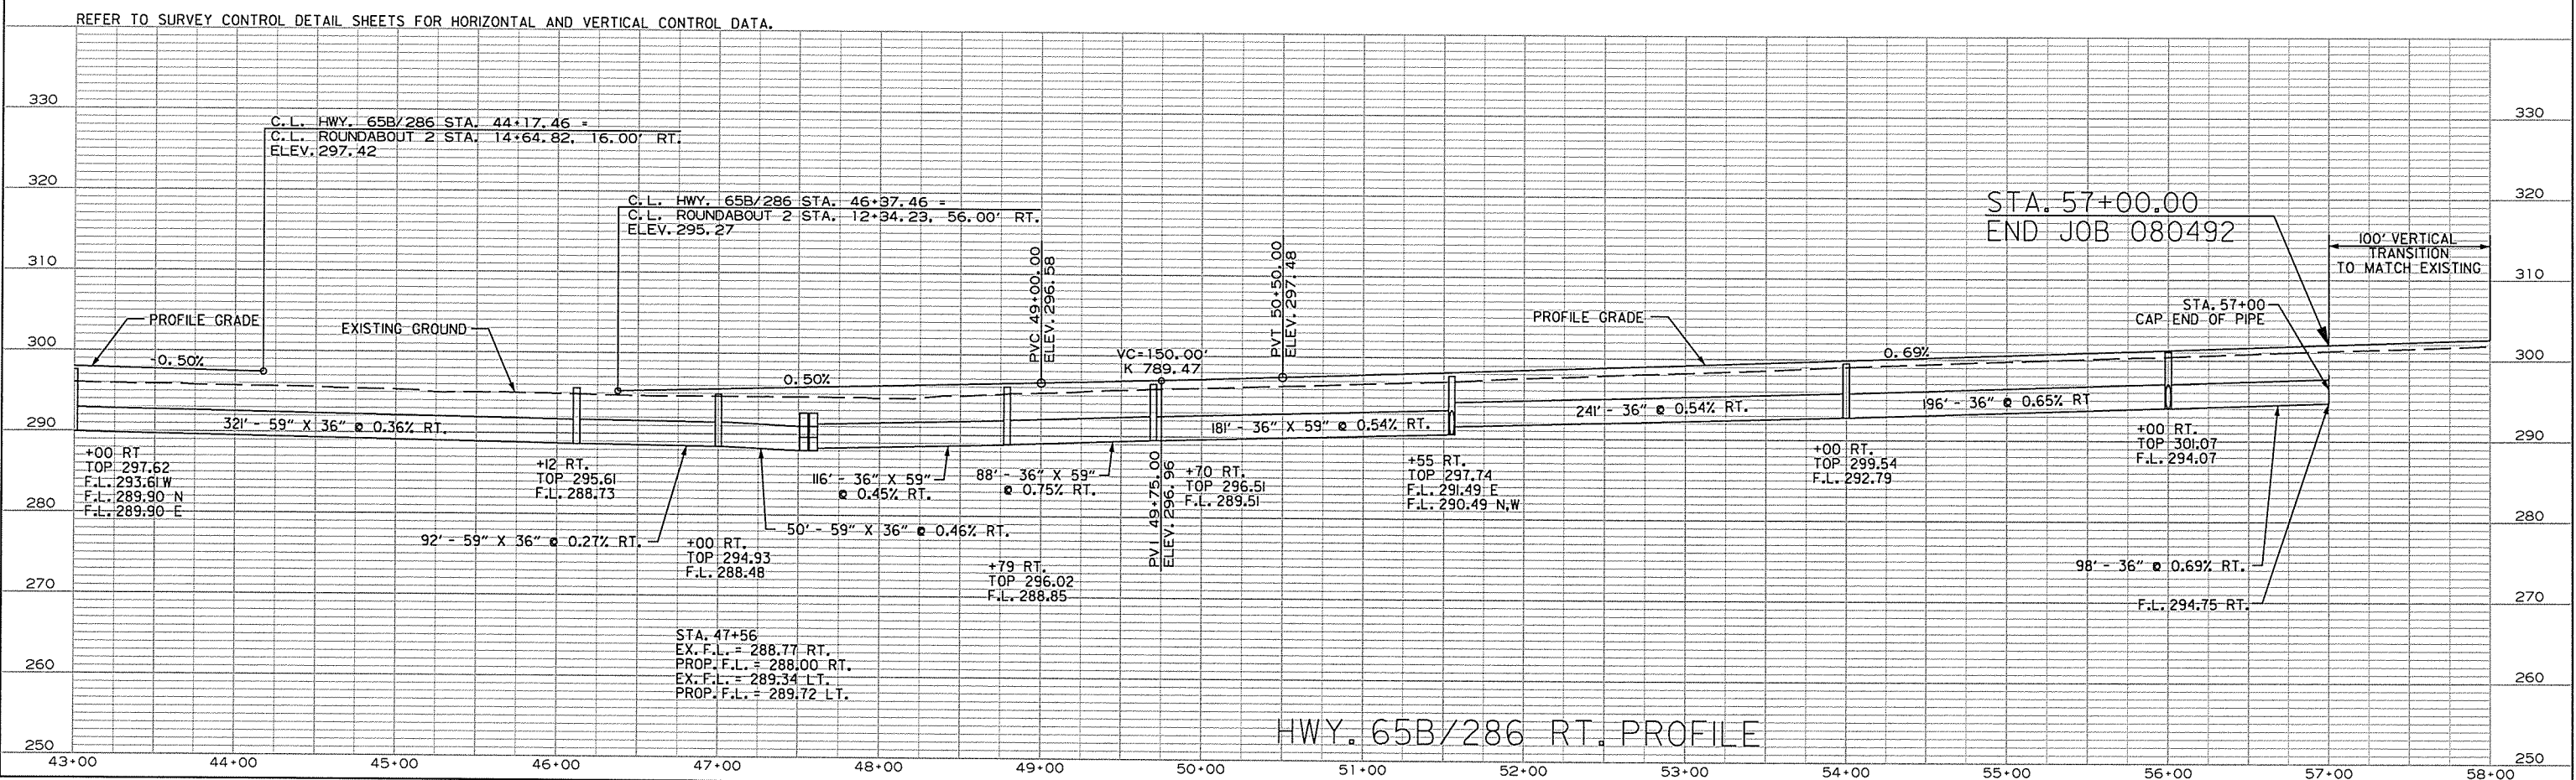 REFER TO SURVEY CONTROL DETAIL SHEETS FOR HORIZONTAL AND VERTICAL CONTROL DATA.
330
320
310
300
290
280
270
260
250
C.L. HWY. 65B/286 STA. 44+17.46 =
C.L. ROUNDABOUT 2 STA. 14+64.82, 16.00' RT.
ELEV. 297.42
C.L. HWY. 65B/286 STA. 46+37.46 =
C.L. ROUNDABOUT 2 STA. 12+34.23, 56.00' RT.
ELEV. 295.27
PROFILE GRADE
-0.50%
EXISTING GROUND
0.50%
PVC 49+00.00
ELEV. 296.58
VC=150.00'
K 789.47
PVT 50+50.00
ELEV. 297.48
PROFILE GRADE
0.69%
STA. 57+00.00
END JOB 080492
100' VERTICAL
TRANSITION
TO MATCH EXISTING
STA. 57+00
CAP END OF PIPE
321' - 59" X 36" @ 0.36% RT.
181' - 36" X 59" @ 0.54% RT.
241' - 36" @ 0.54% RT.
196' - 36" @ 0.65% RT
+00 RT
TOP 297.62
F.L. 293.61 W
F.L. 289.90 N
F.L. 289.90 E
+12 RT.
TOP 295.61
F.L. 288.73
92' - 59" X 36" @ 0.27% RT.
+00 RT.
TOP 294.93
F.L. 288.48
116' - 36" X 59"
@ 0.45% RT.
50' - 59" X 36" @ 0.46% RT.
88' - 36" X 59"
@ 0.75% RT.
+79 RT.
TOP 296.02
F.L. 288.85
PVI 49+75.00
ELEV. 296.96
+70 RT.
TOP 296.51
F.L. 289.51
+55 RT.
TOP 297.74
F.L. 291.49 E
F.L. 290.49 N,W
+00 RT.
TOP 299.54
F.L. 292.79
+00 RT.
TOP 301.07
F.L. 294.07
98' - 36" @ 0.69% RT.
F.L. 294.75 RT.
STA. 47+56
EX. F.L. = 288.77 RT.
PROP. F.L. = 288.00 RT.
EX. F.L. = 289.34 LT.
PROP. F.L. = 289.72 LT.
330
320
310
300
290
280
270
260
250
HWY. 65B/286 RT. PROFILE
43+00 44+00 45+00 46+00 47+00 48+00 49+00 50+00 51+00 52+00 53+00 54+00 55+00 56+00 57+00 58+00